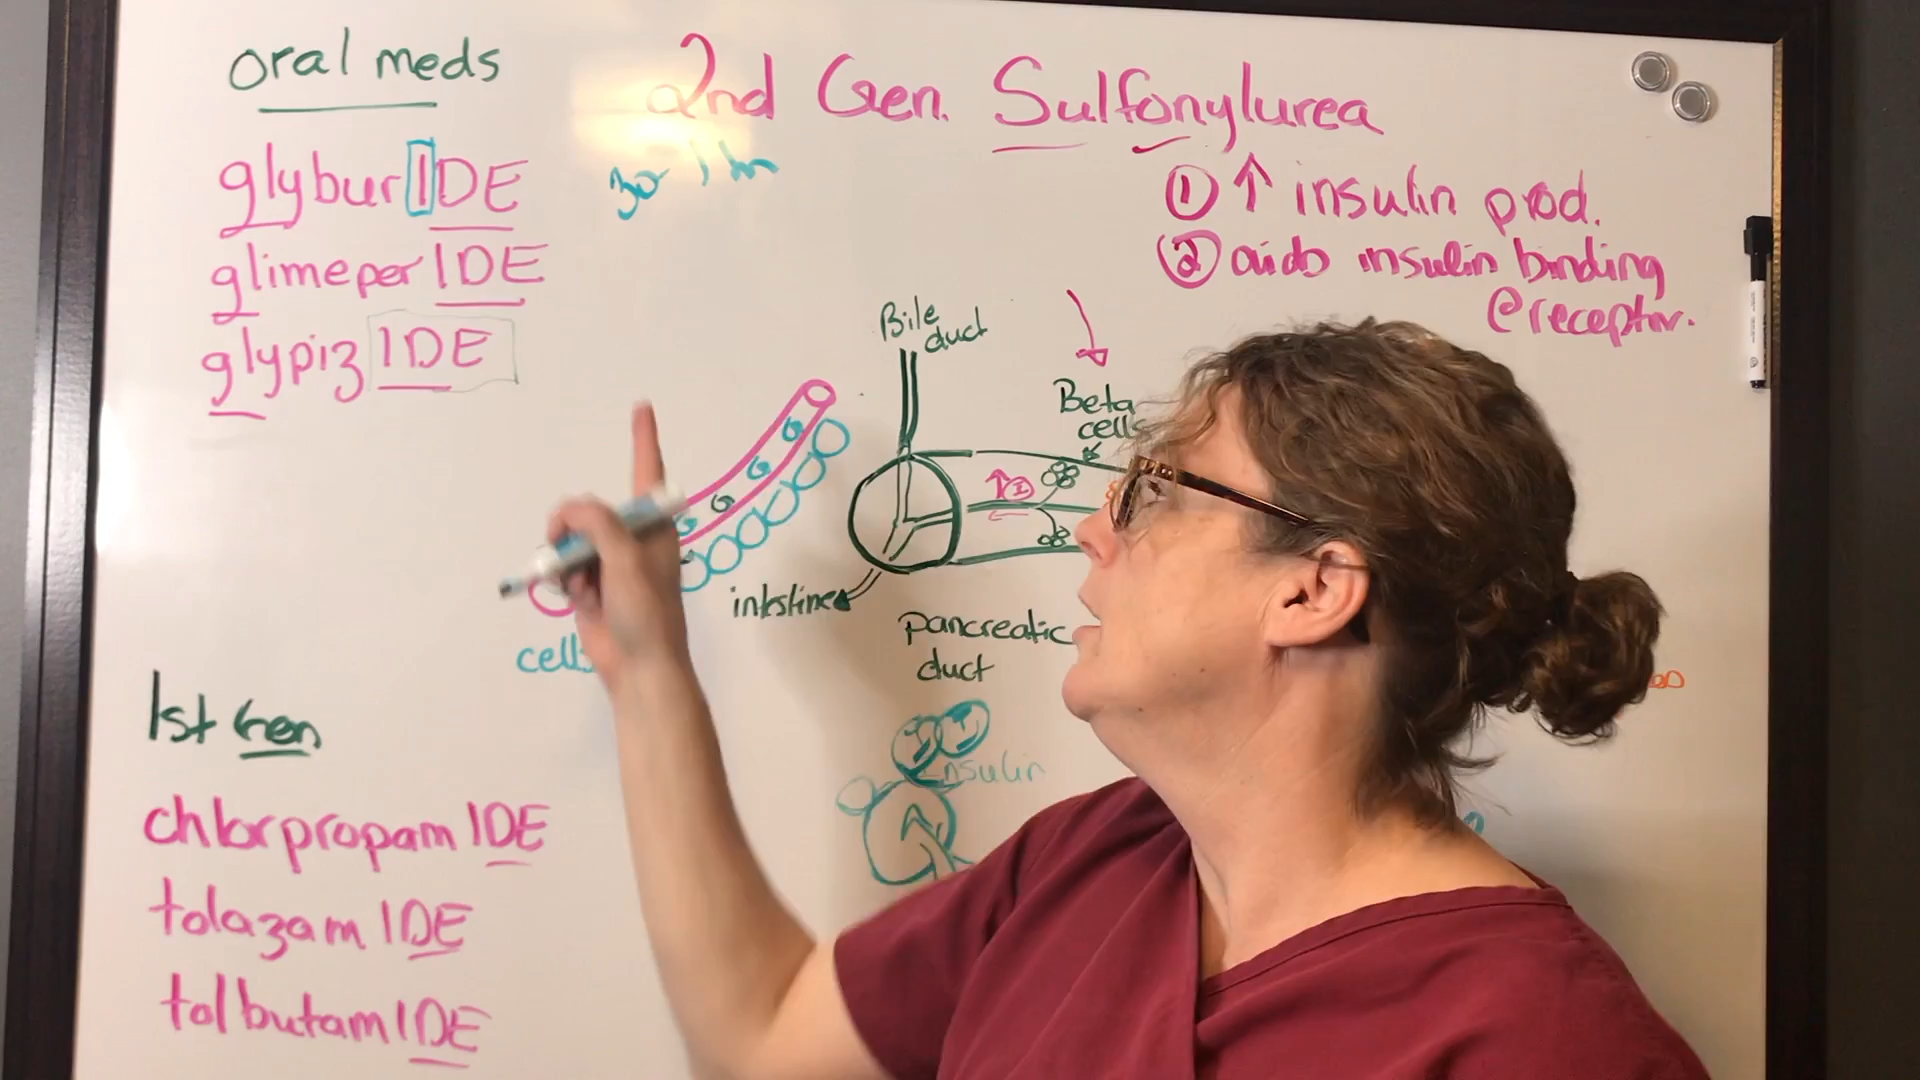 oral meds
2nd Gen. Sulfonylurea
glyburIDE
glimeperIDE
glypizIDE
① ↑ insulin prod.
② aids insulin binding
@receptor.
Bile
duct
Beta
cells
G G G G
↑ I
intestine
pancreatic
duct
cells
insulin
1st Gen
chlorpropamIDE
tolazamIDE
tolbutamIDE